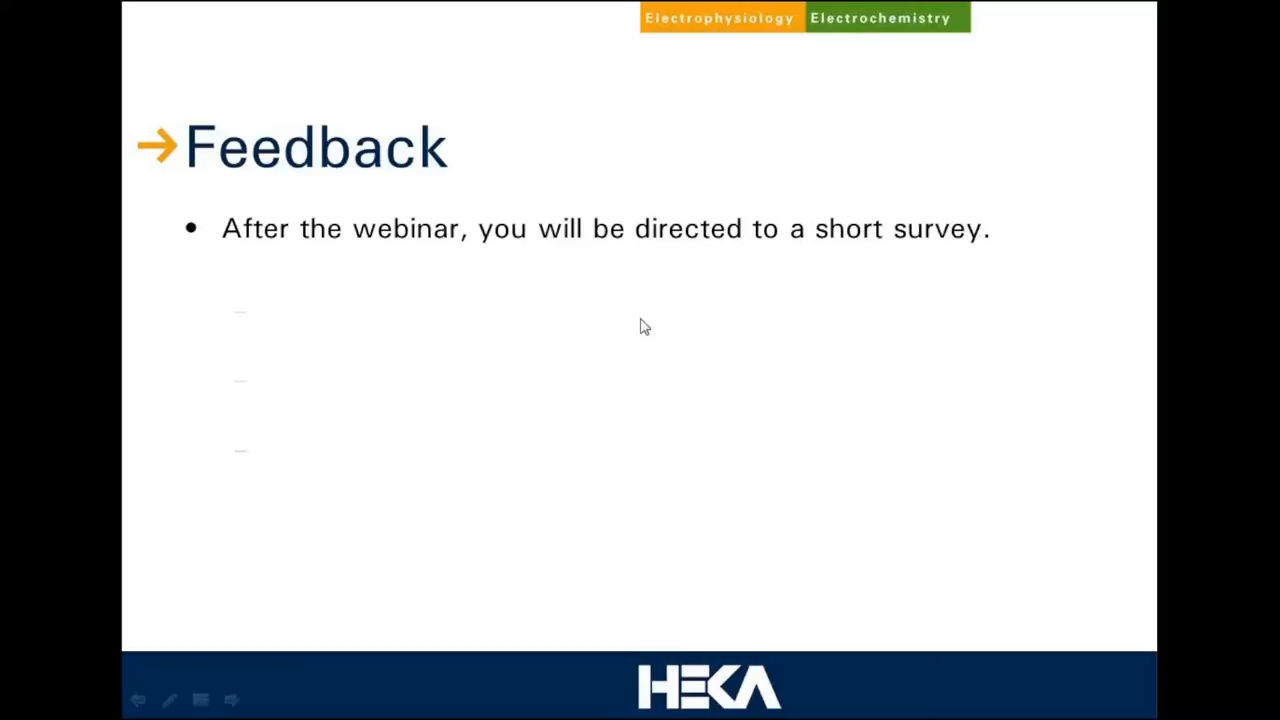 Electrophysiology Electrochemistry
Feedback
• After the webinar, you will be directed to a short survey.
–
–
–
HEKA